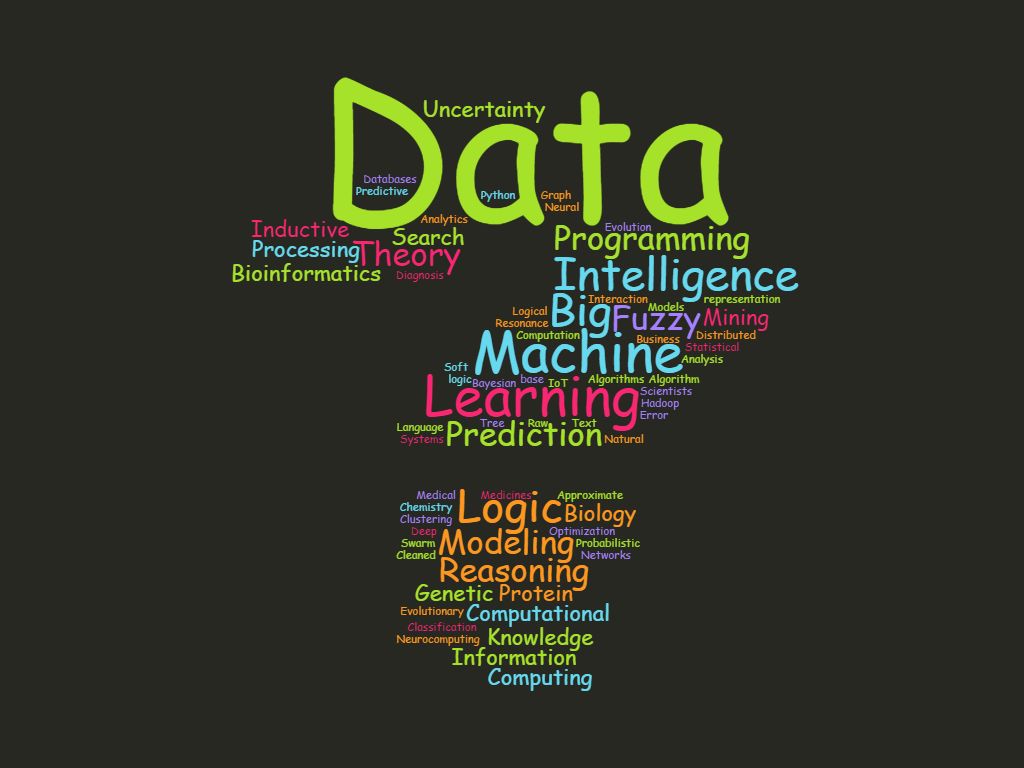 Data
Uncertainty
Databases
Predictive
Python
Graph
Neural
Analytics
Inductive
Search
Evolution
Programming
Processing
Theory
Bioinformatics
Diagnosis
Intelligence
Interaction
representation
Models
Logical
Big
Fuzzy
Mining
Resonance
Computation
Business
Distributed
Statistical
Machine
Analysis
Soft
logic
Bayesian
base
IoT
Algorithms
Algorithm
Learning
Scientists
Hadoop
Error
Language
Tree
Raw
Text
Systems
Prediction
Natural
Medical
Medicines
Approximate
Chemistry
Logic
Biology
Clustering
Deep
Optimization
Swarm
Modeling
Probabilistic
Cleaned
Networks
Reasoning
Genetic
Protein
Evolutionary
Computational
Classification
Neurocomputing
Knowledge
Information
Computing